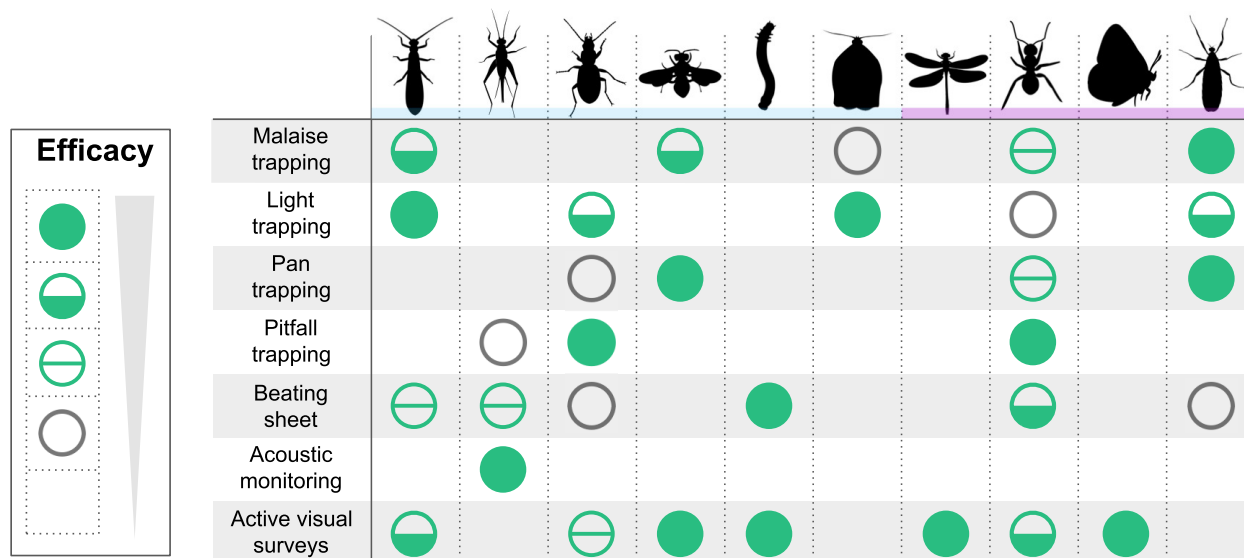 Efficacy
Malaise
trapping
Light
trapping
Pan
trapping
Pitfall
trapping
Beating
sheet
Acoustic
monitoring
Active visual
surveys